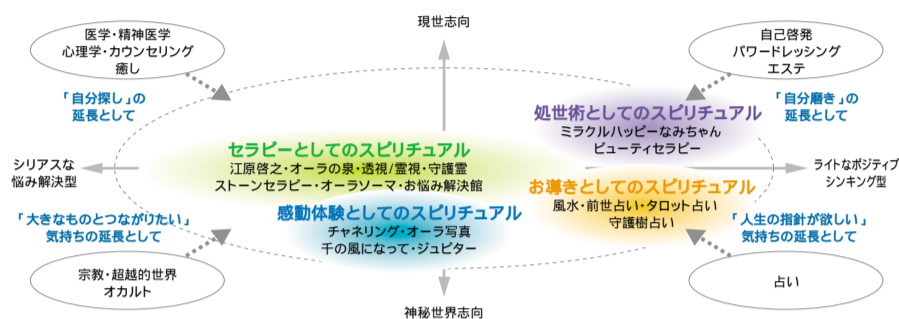 現世志向
医学・精神医学
心理学・カウンセリング
癒し
自己啓発
パワードレッシング
エステ
「自分探し」の
延長として
「自分磨き」の
延長として
処世術としてのスピリチュアル
ミラクルハッピーなみちゃん
ビューティセラピー
セラピーとしてのスピリチュアル
江原啓之・オーラの泉・透視/霊視・守護霊
ストーンセラピー・オーラソーマ・お悩み解決館
シリアスな
悩み解決型
ライトなポジティブ
シンキング型
お導きとしてのスピリチュアル
風水・前世占い・タロット占い
守護樹占い
感動体験としてのスピリチュアル
チャネリング・オーラ写真
千の風になって・ジュピター
「大きなものとつながりたい」
気持ちの延長として
「人生の指針が欲しい」
気持ちの延長として
宗教・超越的世界
オカルト
占い
神秘世界志向